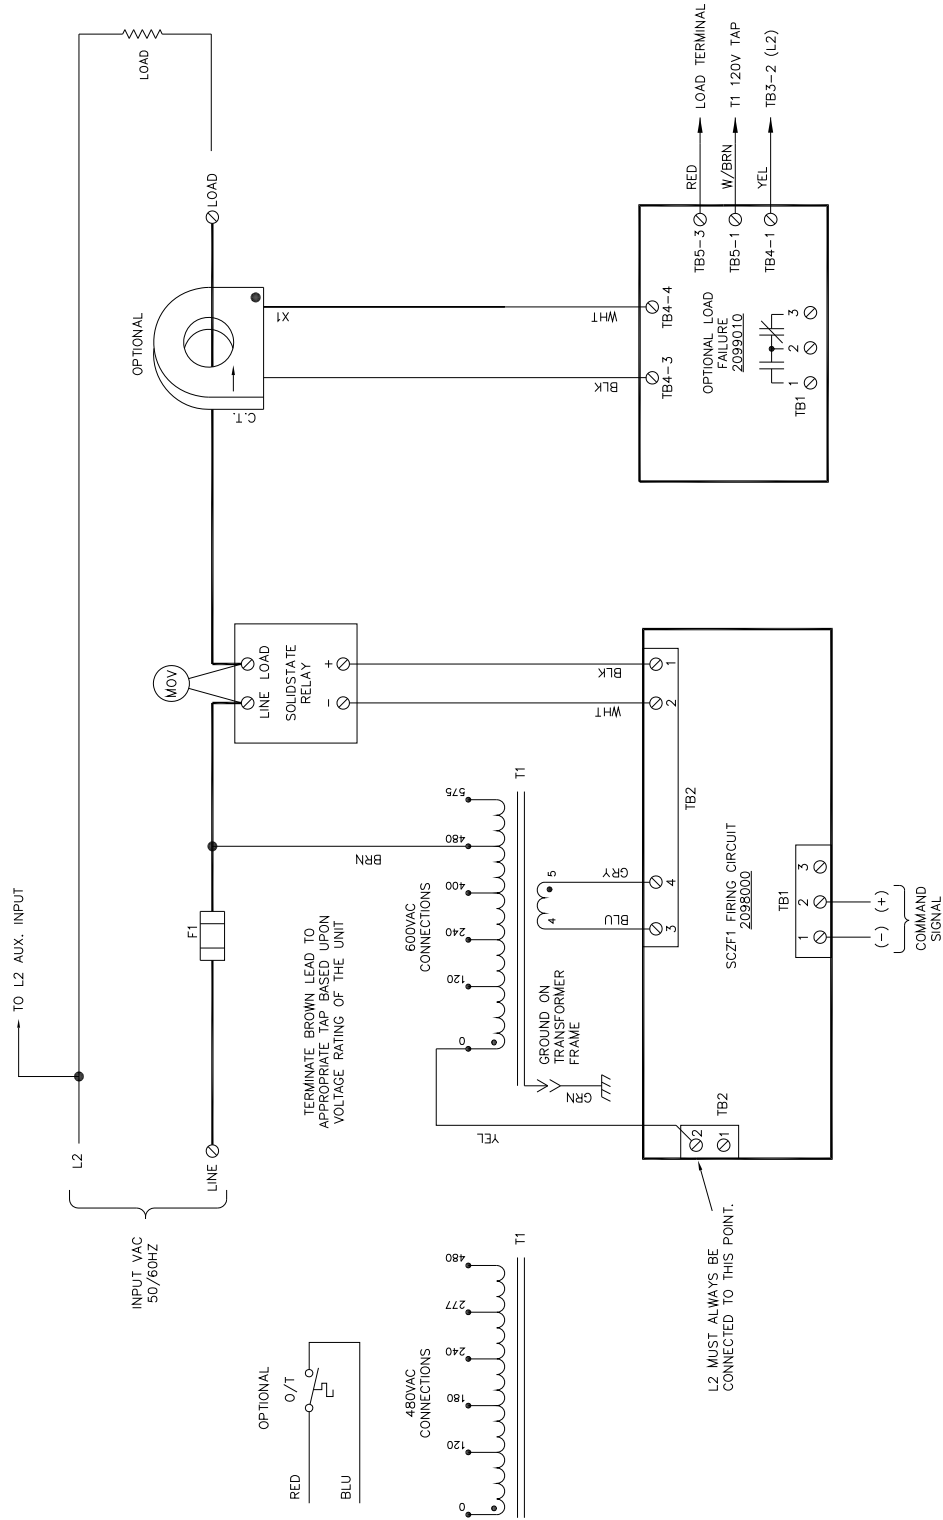 TO L2 AUX. INPUT
L2
LINE
INPUT VAC
50/60HZ
F1
MOV
LINE
LOAD
SOLIDSTATE
RELAY
-
+
OPTIONAL
C.T.
X1
LOAD
LOAD
OPTIONAL
O/T
RED
BLU
TERMINATE BROWN LEAD TO
APPROPRIATE TAP BASED UPON
VOLTAGE RATING OF THE UNIT
BRN
480VAC
CONNECTIONS
0
120
180
240
277
480
T1
600VAC
CONNECTIONS
0
120
240
400
480
575
T1
4
5
BLU
GRY
WHT
BLK
GROUND ON
TRANSFORMER
FRAME
GRN
YEL
2
1
TB2
L2 MUST ALWAYS BE
CONNECTED TO THIS POINT.
3
4
2
1
TB2
SCZF1 FIRING CIRCUIT
2098000
TB1
1
2
3
(-)
(+)
COMMAND
SIGNAL
BLK
WHT
TB4-3
TB4-4
OPTIONAL LOAD
FAILURE
2099010
TB1
1
2
3
TB5-3
TB5-1
TB4-1
RED
W/BRN
YEL
LOAD TERMINAL
T1 120V TAP
TB3-2 (L2)